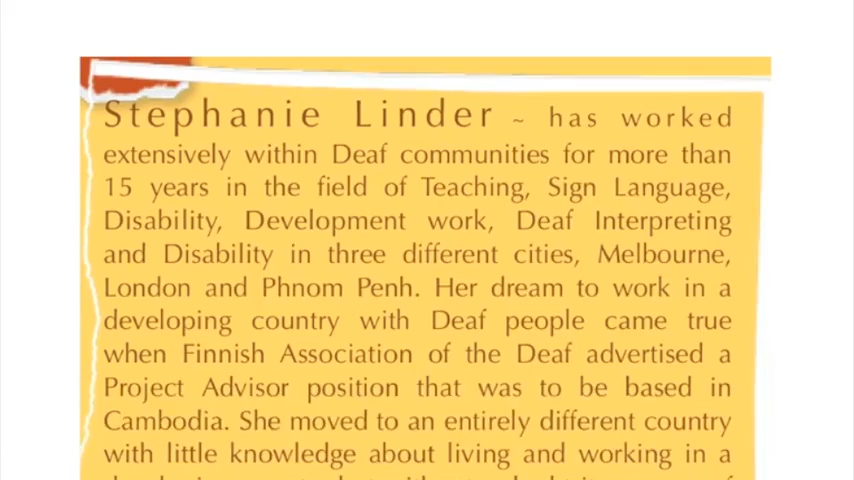 Stephanie Linder ~ has worked
extensively within Deaf communities for more than
15 years in the field of Teaching, Sign Language,
Disability, Development work, Deaf Interpreting
and Disability in three different cities, Melbourne,
London and Phnom Penh. Her dream to work in a
developing country with Deaf people came true
when Finnish Association of the Deaf advertised a
Project Advisor position that was to be based in
Cambodia. She moved to an entirely different country
with little knowledge about living and working in a